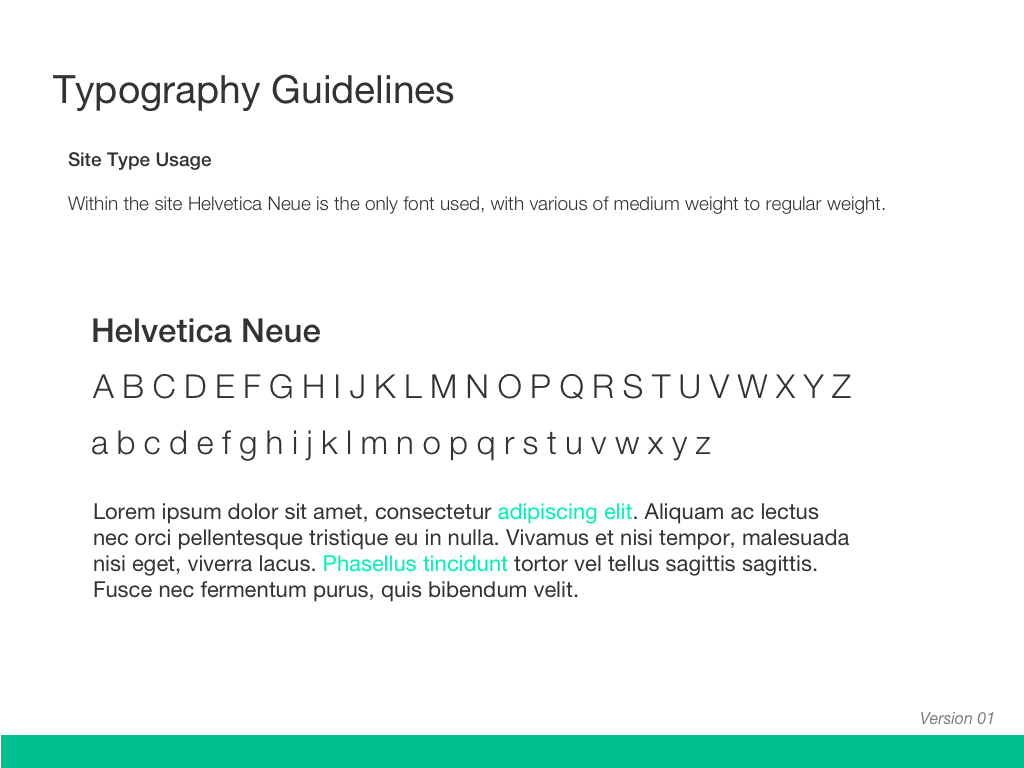 Typography Guidelines
Site Type Usage
Within the site Helvetica Neue is the only font used, with various of medium weight to regular weight.
Helvetica Neue
A B C D E F G H I J K L M N O P Q R S T U V W X Y Z
a b c d e f g h i j k l m n o p q r s t u v w x y z
Lorem ipsum dolor sit amet, consectetur adipiscing elit. Aliquam ac lectus
nec orci pellentesque tristique eu in nulla. Vivamus et nisi tempor, malesuada
nisi eget, viverra lacus. Phasellus tincidunt tortor vel tellus sagittis sagittis.
Fusce nec fermentum purus, quis bibendum velit.
Version 01